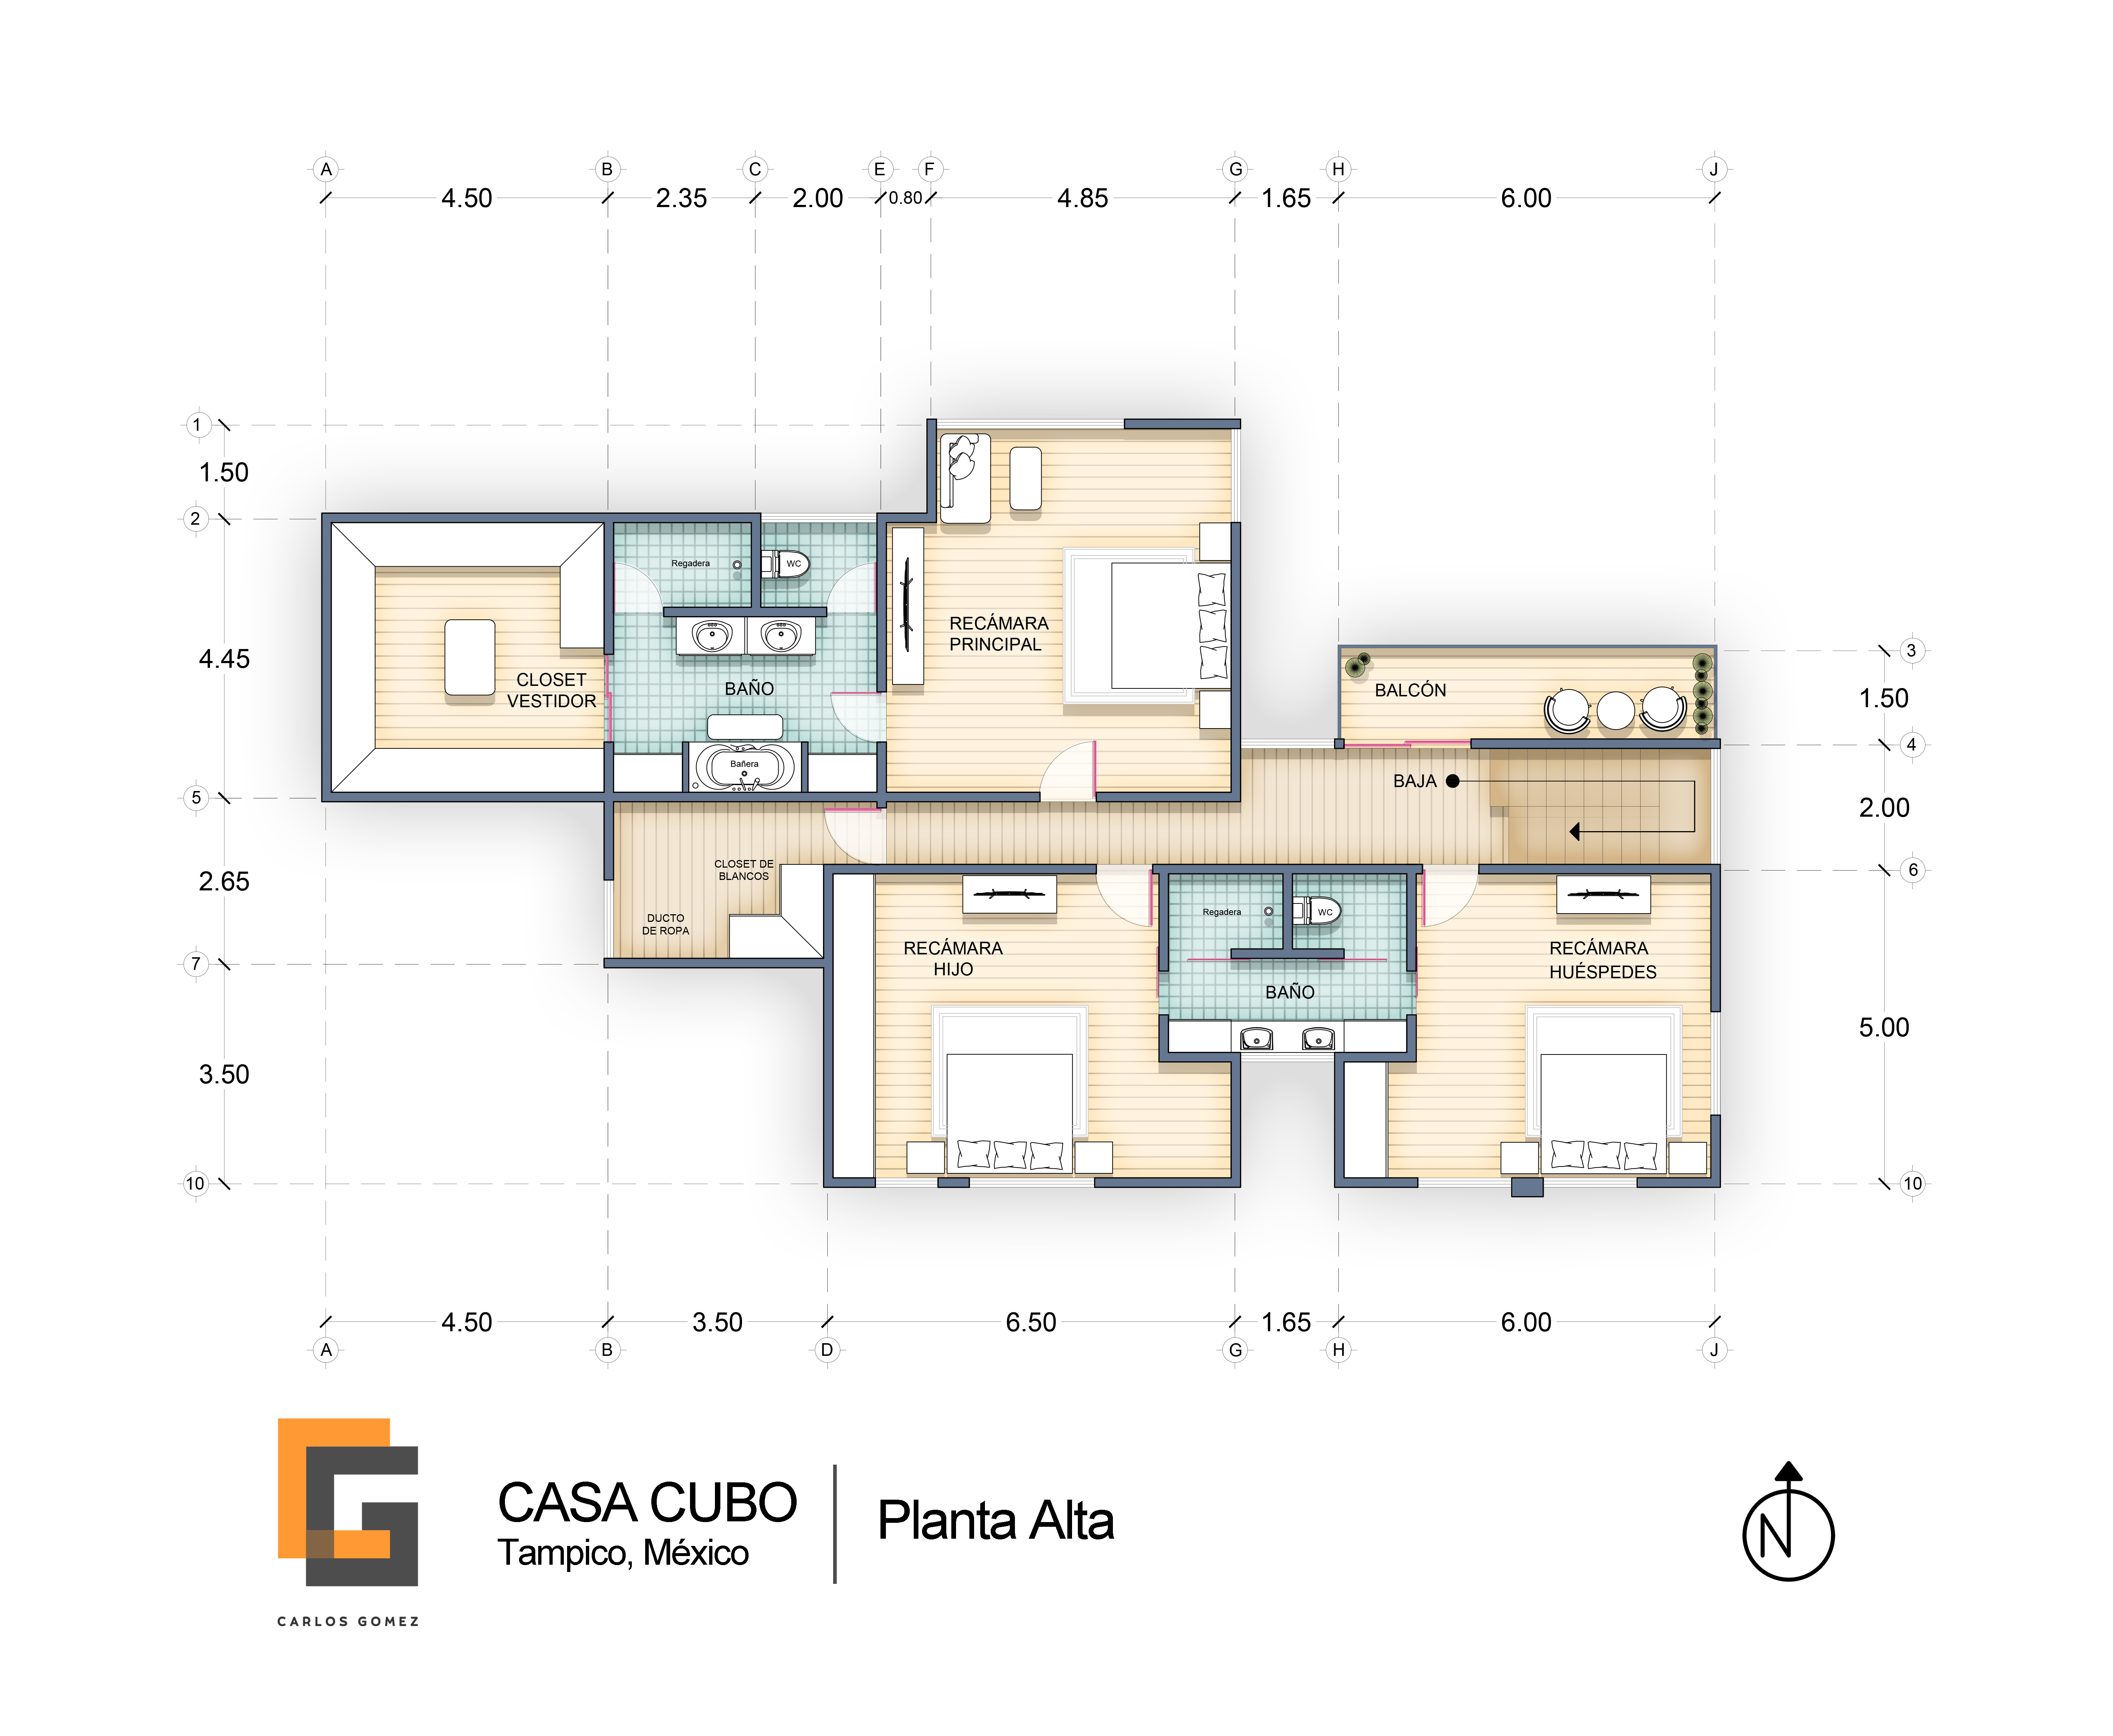 A B C E F G H J
4.50 2.35 2.00 0.80 4.85 1.65 6.00
1
1.50
2
4.45
5
2.65
7
3.50
10
3
1.50
4
2.00
6
5.00
10
Regadera
WC
RECÁMARA
PRINCIPAL
CLOSET
VESTIDOR
BAÑO
Bañera
BALCÓN
BAJA
CLOSET DE
BLANCOS
DUCTO
DE ROPA
RECÁMARA
HIJO
Regadera
WC
BAÑO
RECÁMARA
HUÉSPEDES
4.50 3.50 6.50 1.65 6.00
A B D G H J
CASA CUBO
Tampico, México
Planta Alta
N
CG
CARLOS GOMEZ